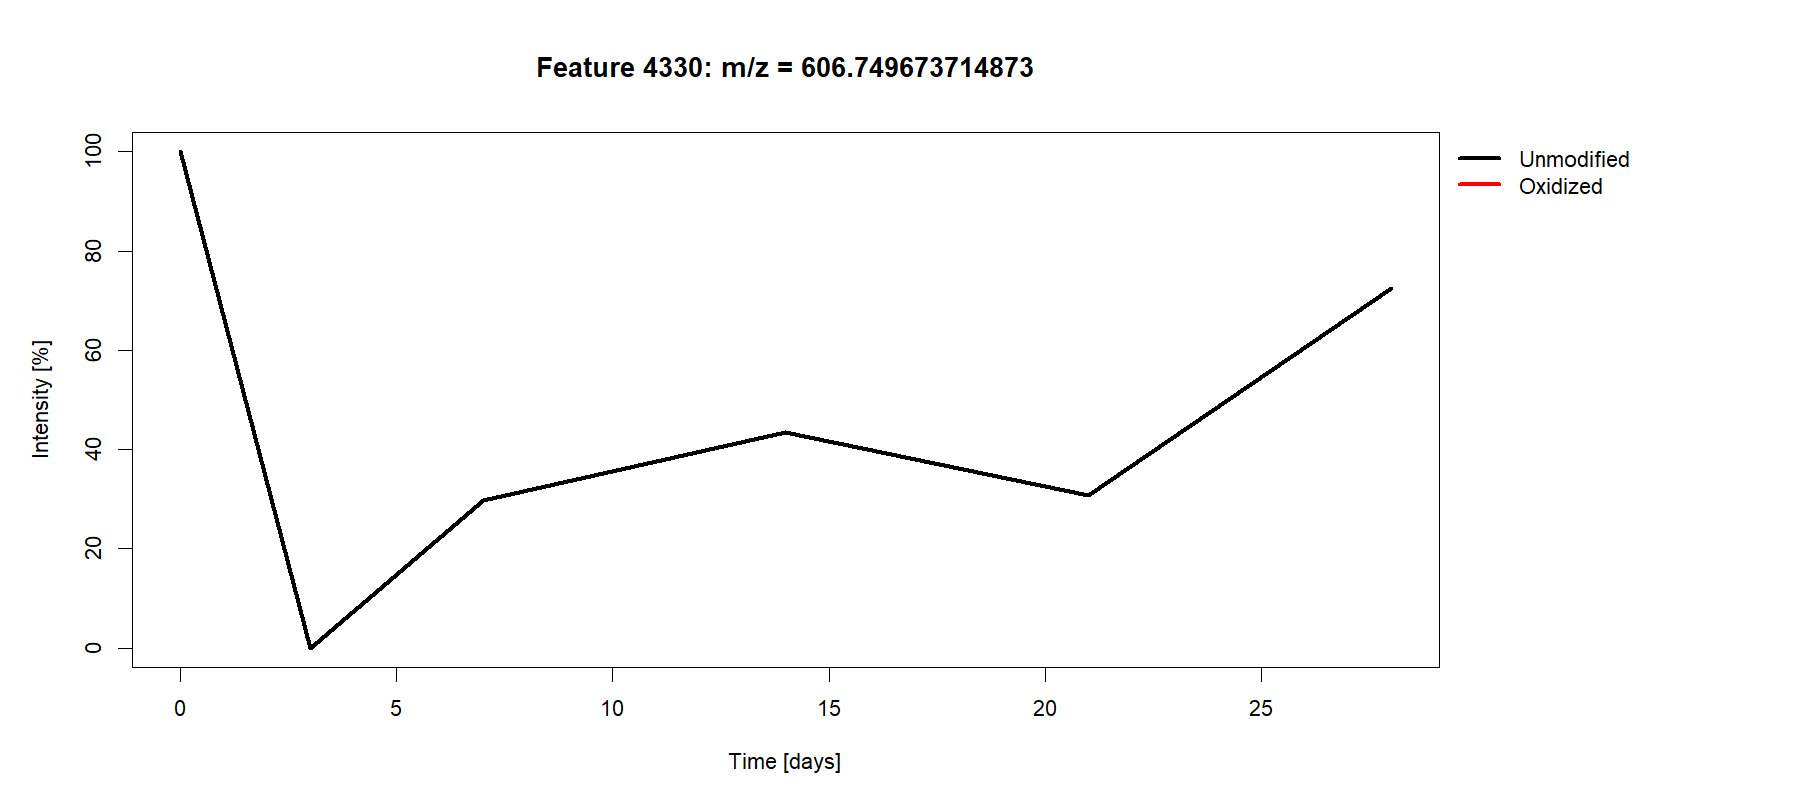 Feature 4330: m/z = 606.749673714873
Unmodified
Oxidized
Intensity [%]
100
80
60
40
20
0
0 5 10 15 20 25
Time [days]